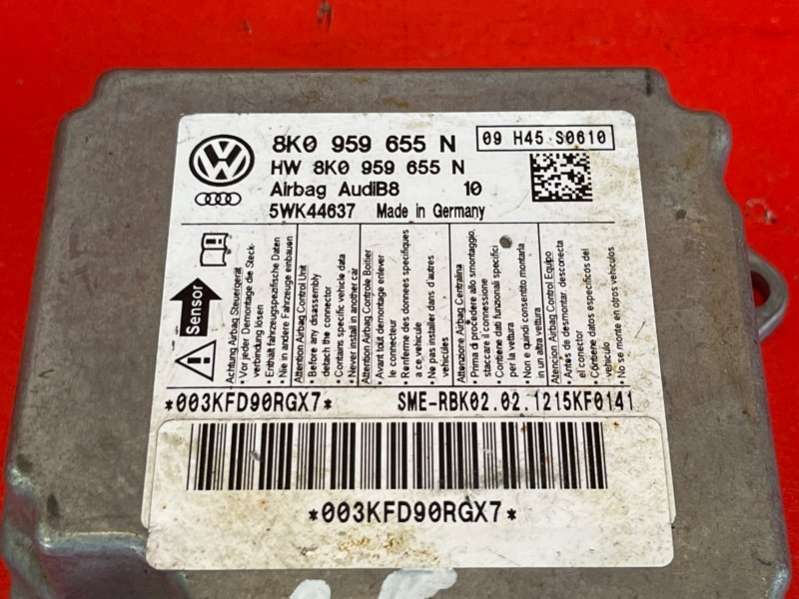 8K0 959 655 N
09 H45 S0610
HW 8K0 959 655 N
Airbag AudiB8 10
5WK44637 Made in Germany
Sensor
Achtung Airbag Steuergerät
• Vor jeder Demontage die Steck-
verbindung lösen
• Enthält fahrzeugspezifische Daten
• Nie in andere Fahrzeuge einbauen
Attention Airbag Control Unit
• Before any disassembly
detach the connector
• Contains specific vehicle data
• Never install in another car
Attention Airbag Controle Boitier
• Avant tout démontage enlever
le connecteur
• Renferme des données spécifiques
a ce vehicule
• Ne pas installer dans d'autres
véhicules
Attenzione Airbag Centralina
• Prima di procedere allo smontaggio,
staccare il connessione
• Contiene dati funzionali specifici
per la vettura
• Non e quindi consentito montarla
in un altra vettura
Atencion Airbag Control Equipo
• Antes de desmontar desconecta
el conector
• Contiene datos especificos del
vehiculo
• No se monte en otros vehiculos
*003KFD90RGX7*
SME-RBK02.02.1215KF0141
*003KFD90RGX7*